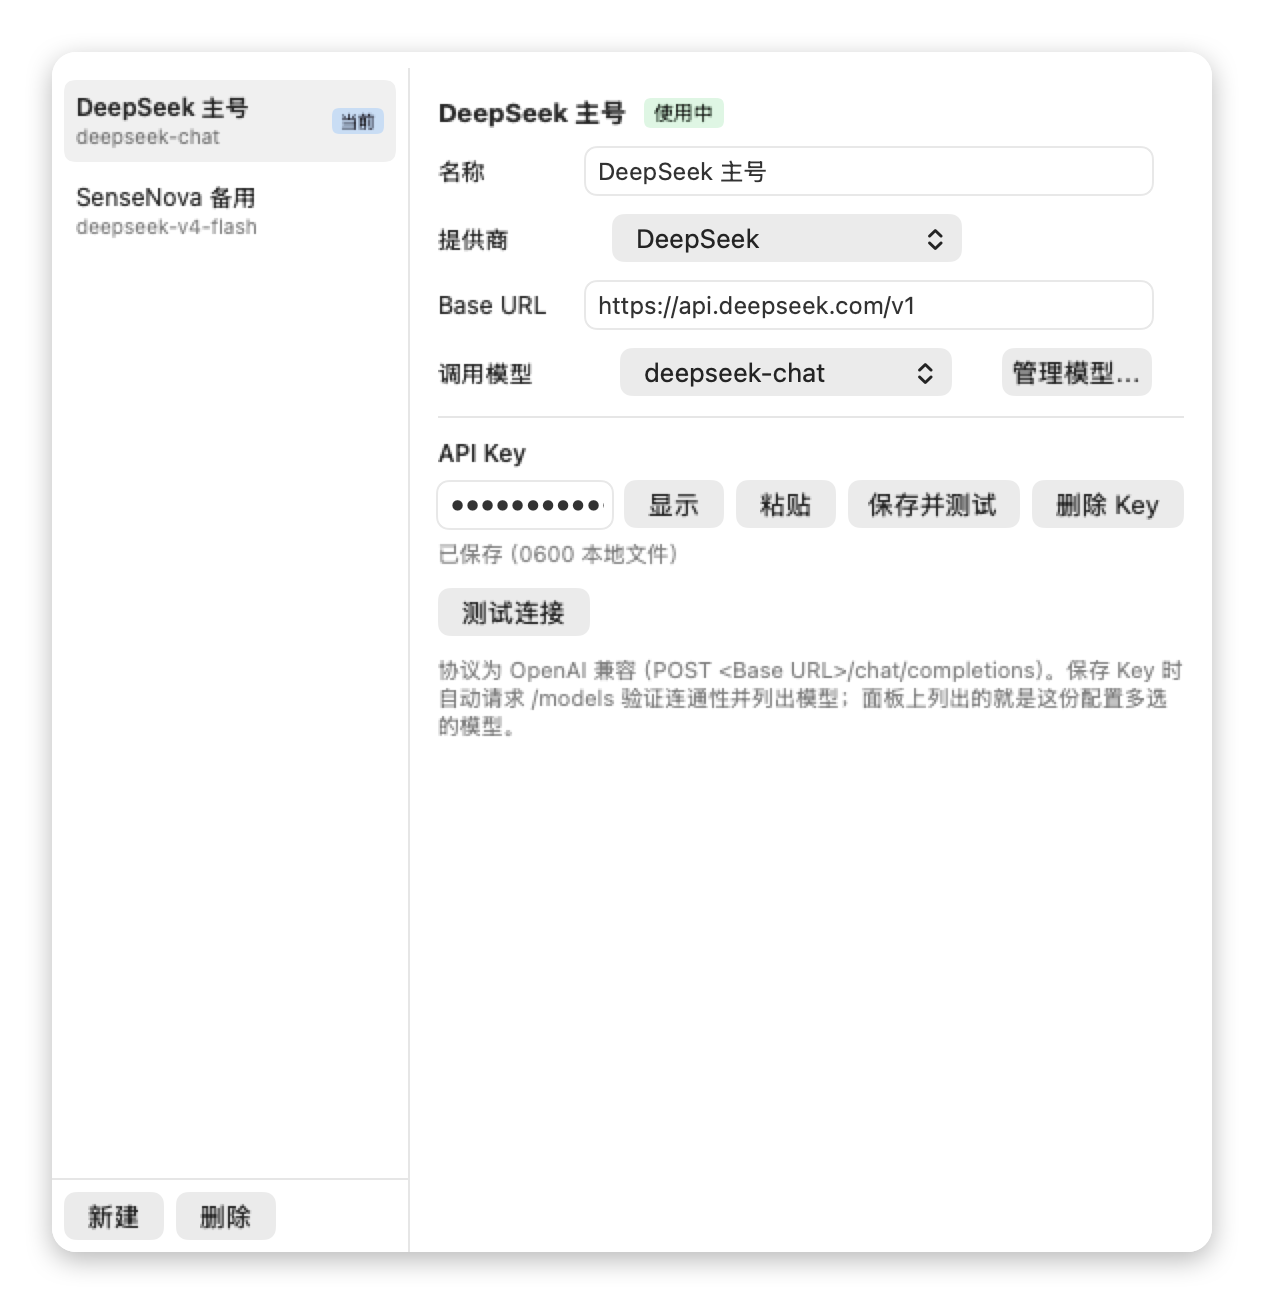 DeepSeek 主号
deepseek-chat
当前
SenseNova 备用
deepseek-v4-flash
新建
删除
DeepSeek 主号
使用中
名称
DeepSeek 主号
提供商
DeepSeek
Base URL
https://api.deepseek.com/v1
调用模型
deepseek-chat
管理模型...
API Key
••••••••••
显示
粘贴
保存并测试
删除 Key
已保存 (0600 本地文件)
测试连接
协议为 OpenAI 兼容 (POST <Base URL>/chat/completions)。保存 Key 时
自动请求 /models 验证连通性并列出模型；面板上列出的就是这份配置多选
的模型。